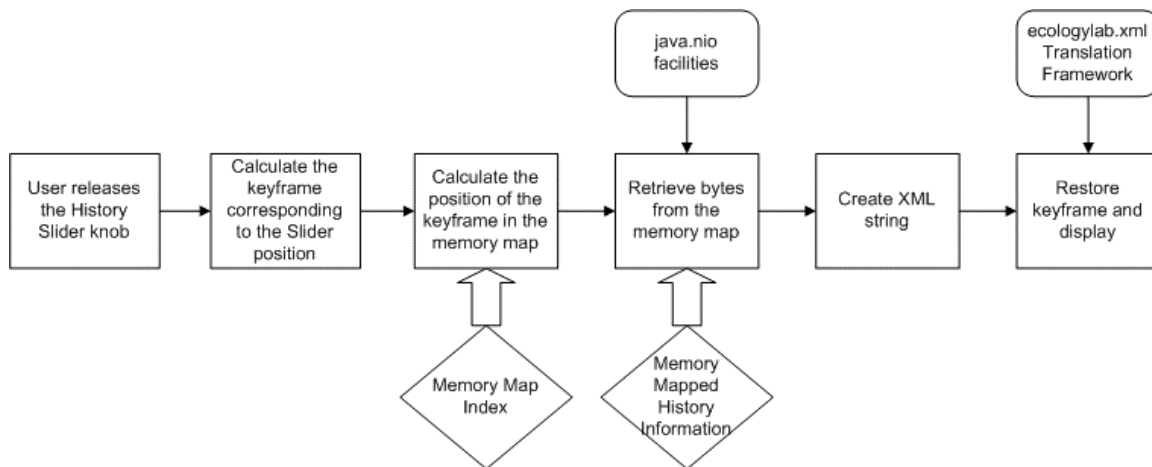 java.nio
facilities
ecologylab.xml
Translation
Framework
User releases
the History
Slider knob
Calculate the
keyframe
corresponding
to the Slider
position
Calculate the
position of the
keyframe in the
memory map
Retrieve bytes
from the
memory map
Create XML
string
Restore
keyframe and
display
Memory Map
Index
Memory
Mapped
History
Information